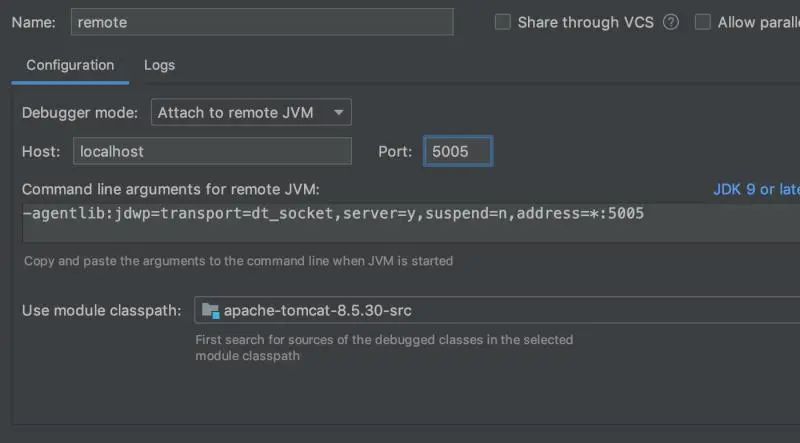 Name: remote Share through VCS ? Allow paralle
Configuration Logs
Debugger mode: Attach to remote JVM
Host: localhost Port: 5005
Command line arguments for remote JVM: JDK 9 or late
-agentlib:jdwp=transport=dt_socket,server=y,suspend=n,address=*:5005
Copy and paste the arguments to the command line when JVM is started
Use module classpath: apache-tomcat-8.5.30-src
First search for sources of the debugged classes in the selected
module classpath